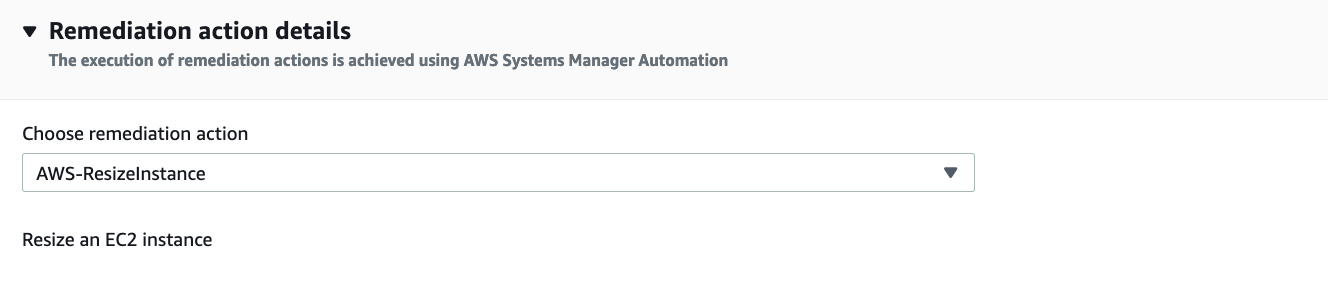 Remediation action details
The execution of remediation actions is achieved using AWS Systems Manager Automation
Choose remediation action
AWS-ResizeInstance
Resize an EC2 instance